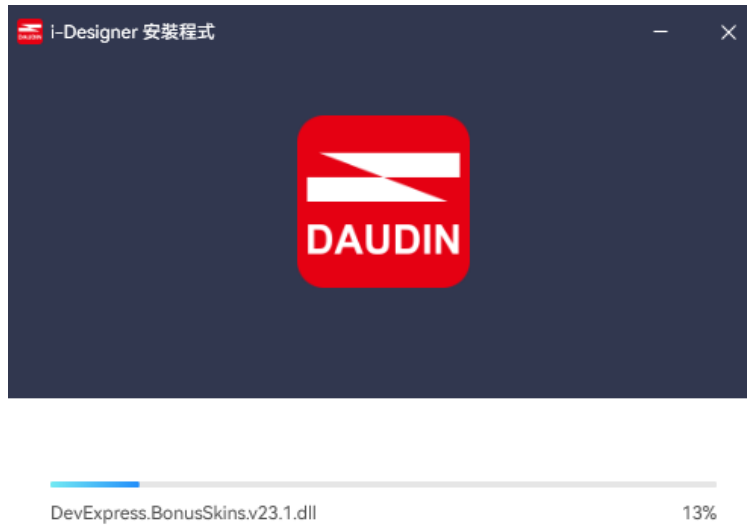 i-Designer 安裝程式
DAUDIN
DevExpress.BonusSkins.v23.1.dll 13%